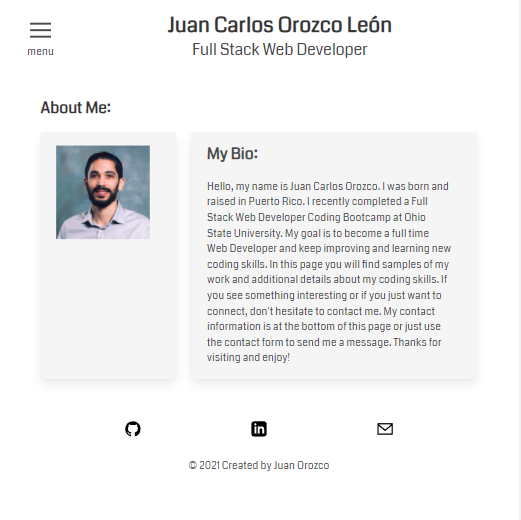 Juan Carlos Orozco León
Full Stack Web Developer
menu
About Me:
My Bio:
Hello, my name is Juan Carlos Orozco. I was born and
raised in Puerto Rico. I recently completed a Full
Stack Web Developer Coding Bootcamp at Ohio
State University. My goal is to become a full time
Web Developer and keep improving and learning new
coding skills. In this page you will find samples of my
work and additional details about my coding skills. If
you see something interesting or if you just want to
connect, don't hesitate to contact me. My contact
information is at the bottom of this page or just use
the contact form to send me a message. Thanks for
visiting and enjoy!
in
© 2021 Created by Juan Orozco